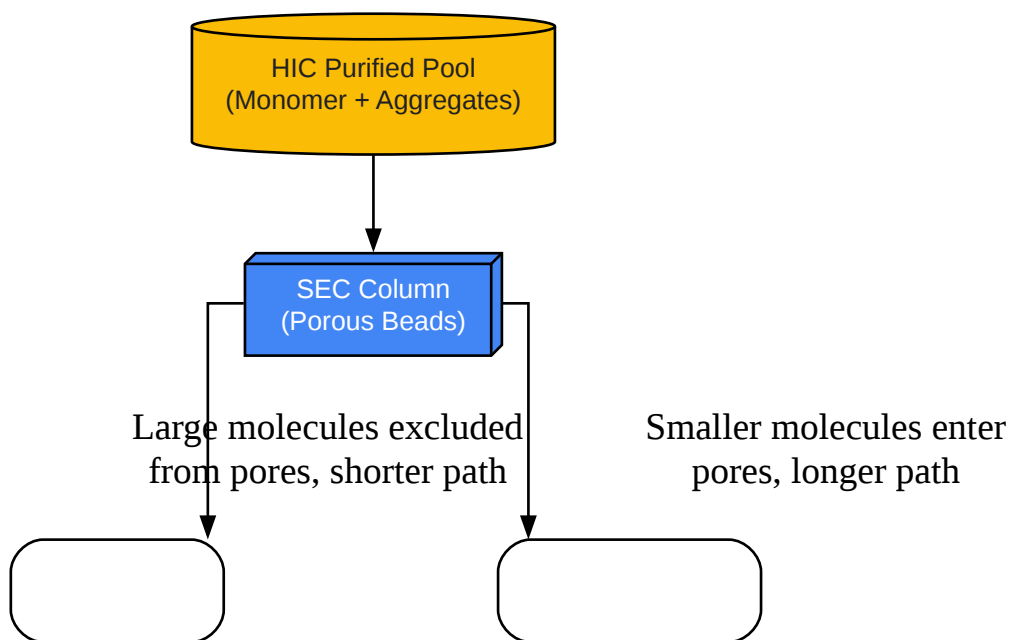 HIC Purified Pool
(Monomer + Aggregates)
SEC Column
(Porous Beads)
Large molecules excluded
from pores, shorter path
Smaller molecules enter
pores, longer path